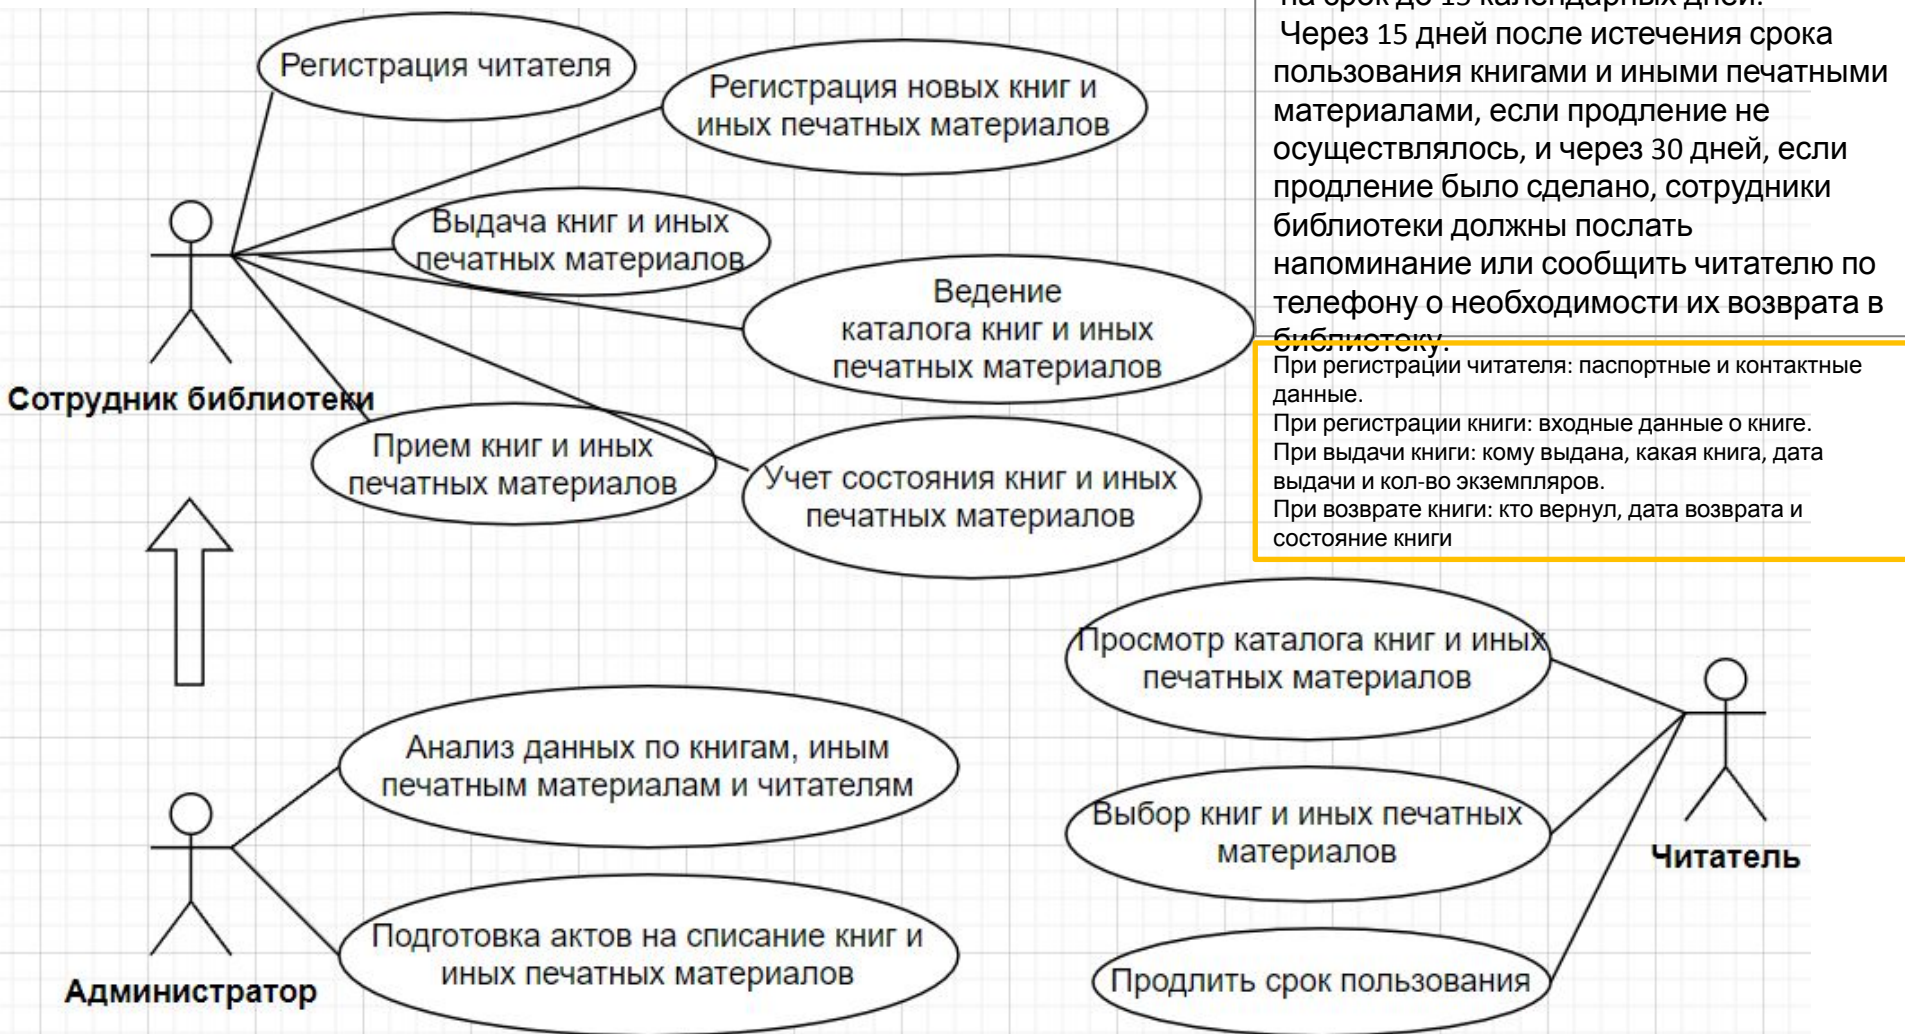 на срок до 15 календарных дней.
Через 15 дней после истечения срока
пользования книгами и иными печатными
материалами, если продление не
осуществлялось, и через 30 дней, если
продление было сделано, сотрудники
библиотеки должны послать
напоминание или сообщить читателю по
телефону о необходимости их возврата в
библиотеку.
При регистрации читателя: паспортные и контактные
данные.
При регистрации книги: входные данные о книге.
При выдачи книги: кому выдана, какая книга, дата
выдачи и кол-во экземпляров.
При возврате книги: кто вернул, дата возврата и
состояние книги
Регистрация читателя
Регистрация новых книг и
иных печатных материалов
Выдача книг и иных
печатных материалов
Ведение
каталога книг и иных
печатных материалов
Сотрудник библиотеки
Прием книг и иных
печатных материалов
Учет состояния книг и иных
печатных материалов
Анализ данных по книгам, иным
печатным материалам и читателям
Подготовка актов на списание книг и
иных печатных материалов
Администратор
Просмотр каталога книг и иных
печатных материалов
Выбор книг и иных печатных
материалов
Читатель
Продлить срок пользования